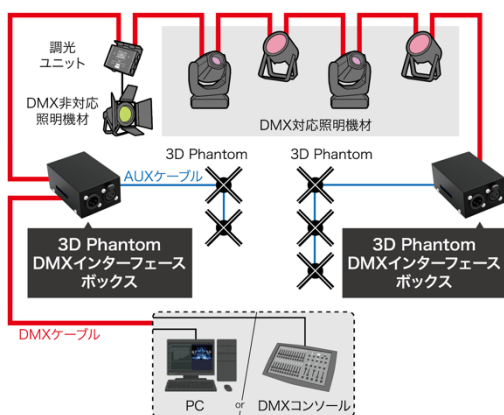 調光
ユニット
DMX非対応
照明機材
DMX対応照明機材
3D Phantom
3D Phantom
AUXケーブル
3D Phantom
DMXインターフェース
ボックス
3D Phantom
DMXインターフェース
ボックス
DMXケーブル
PC
or
DMXコンソール